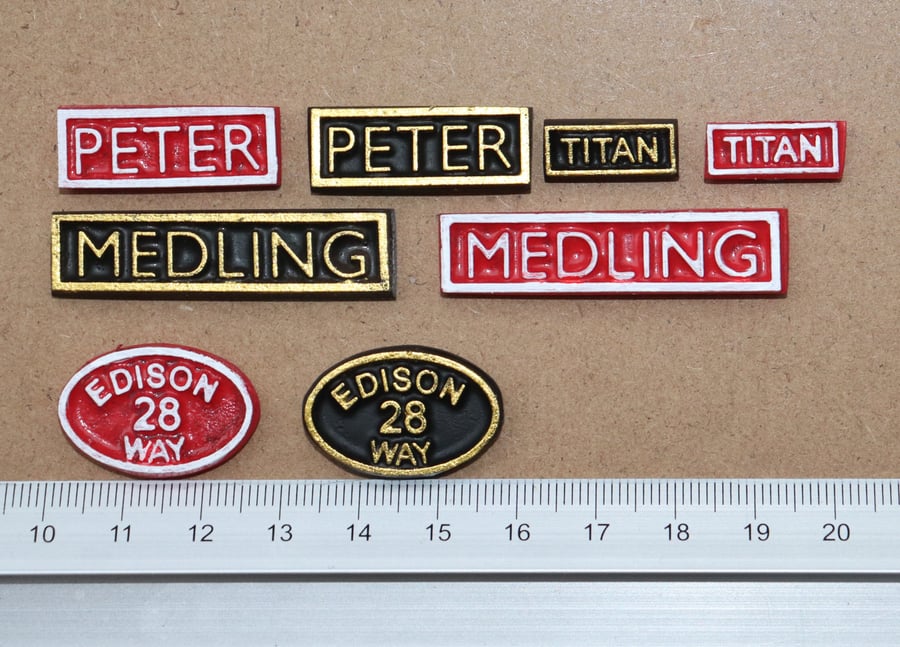 PETER PETER TITAN TITAN
MEDLING MEDLING
EDISON
28
WAY
EDISON
28
WAY
10 11 12 13 14 15 16 17 18 19 20